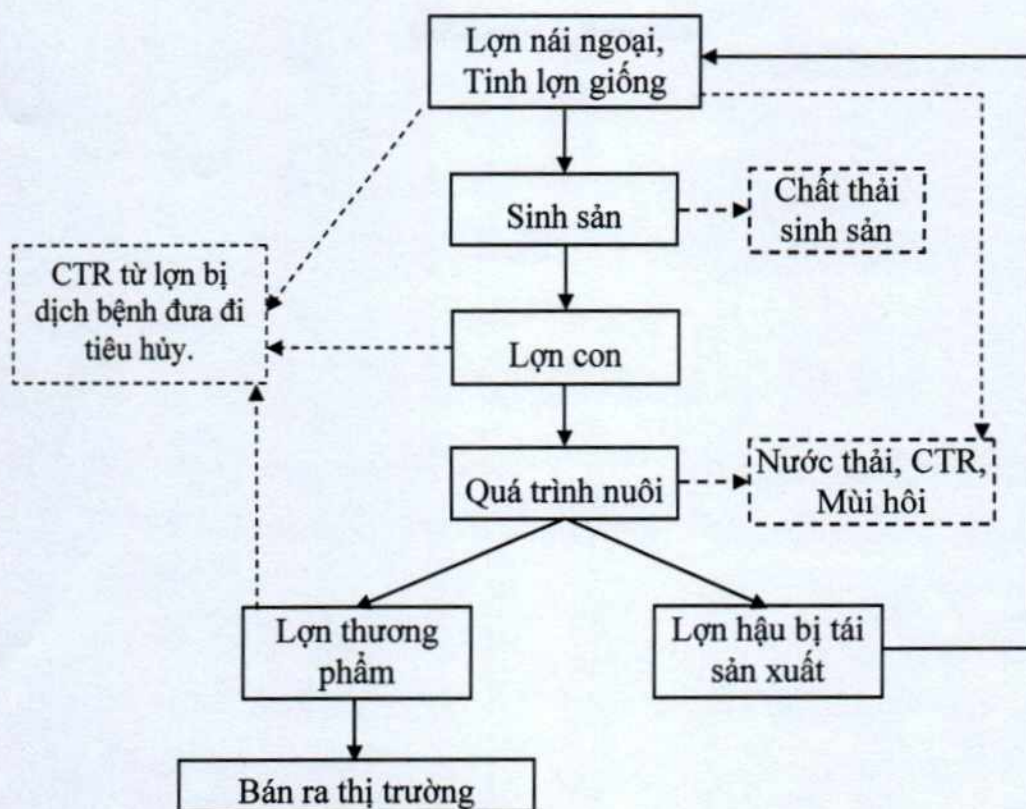 Lợn nái ngoại,
Tinh lợn giống
Sinh sản
Chất thải
sinh sản
CTR từ lợn bị
dịch bệnh đưa đi
tiêu hủy.
Lợn con
Quá trình nuôi
Nước thải, CTR,
Mùi hôi
Lợn thương
phẩm
Lợn hậu bị tái
sản xuất
Bán ra thị trường